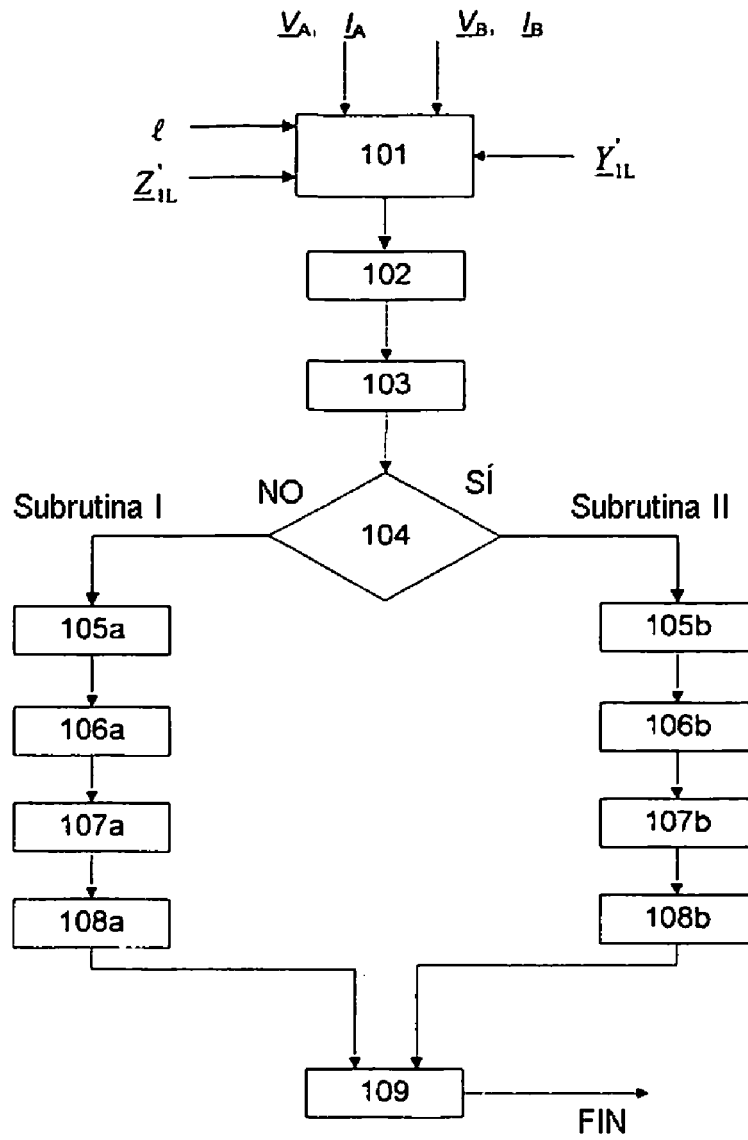 V_A, I_A V_B, I_B
ℓ
101
Z'_1L
Y'_1L
102
103
NO SÍ
Subrutina I Subrutina II
104
105a 105b
106a 106b
107a 107b
108a 108b
109
FIN